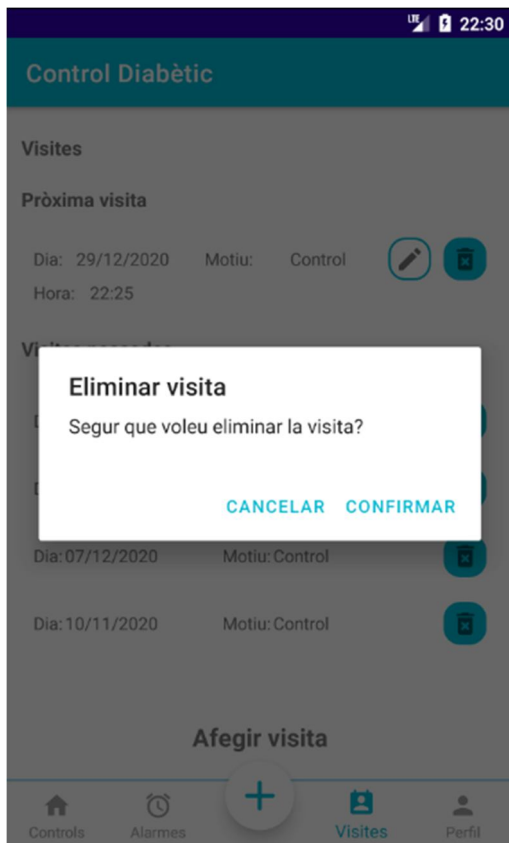 LTE 22:30
Control Diabètic
Visites
Pròxima visita
Dia: 29/12/2020 Motiu: Control
Hora: 22:25
Eliminar visita
Segur que voleu eliminar la visita?
CANCELAR CONFIRMAR
Dia: 07/12/2020 Motiu: Control
Dia: 10/11/2020 Motiu: Control
Afegir visita
Controls Alarmes Visites Perfil